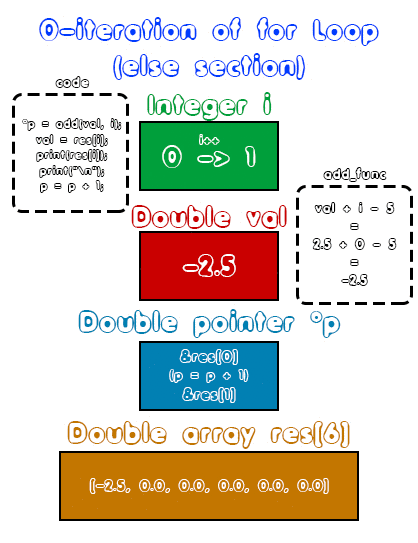 0-iteration of for Loop
(else section)
code
*p = add(val, i);
val = res[i];
print(res[i]);
print("\n");
p = p + 1;
Integer i
i++
0 -> 1
add_func
val + i - 5
=
2.5 + 0 - 5
=
-2.5
Double val
-2.5
Double pointer *p
&res[0]
(p = p + 1)
&res[1]
Double array res[6]
{-2.5, 0.0, 0.0, 0.0, 0.0, 0.0}